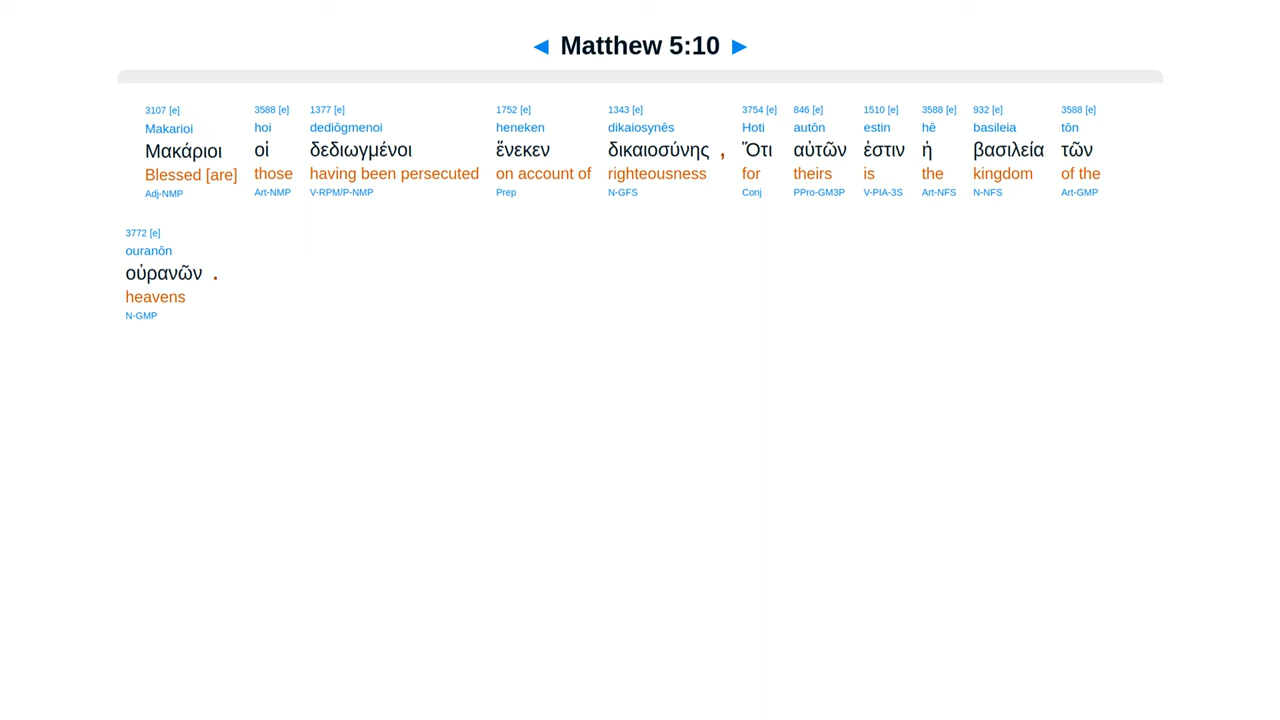 ◄ Matthew 5:10 ►
3107 [e] 3588 [e] 1377 [e] 1752 [e] 1343 [e] 3754 [e] 846 [e] 1510 [e] 3588 [e] 932 [e] 3588 [e]
Makarioi hoi dediōgmenoi heneken dikaiosynēs Hoti autōn estin hē basileia tōn
Μακάριοι οἱ δεδιωγμένοι ἕνεκεν δικαιοσύνης , Ὅτι αὐτῶν ἐστιν ἡ βασιλεία τῶν
Blessed [are] those having been persecuted on account of righteousness for theirs is the kingdom of the
Adj-NMP Art-NMP V-RPM/P-NMP Prep N-GFS Conj PPro-GM3P V-PIA-3S Art-NFS N-NFS Art-GMP
3772 [e]
ouranōn
οὐρανῶν .
heavens
N-GMP